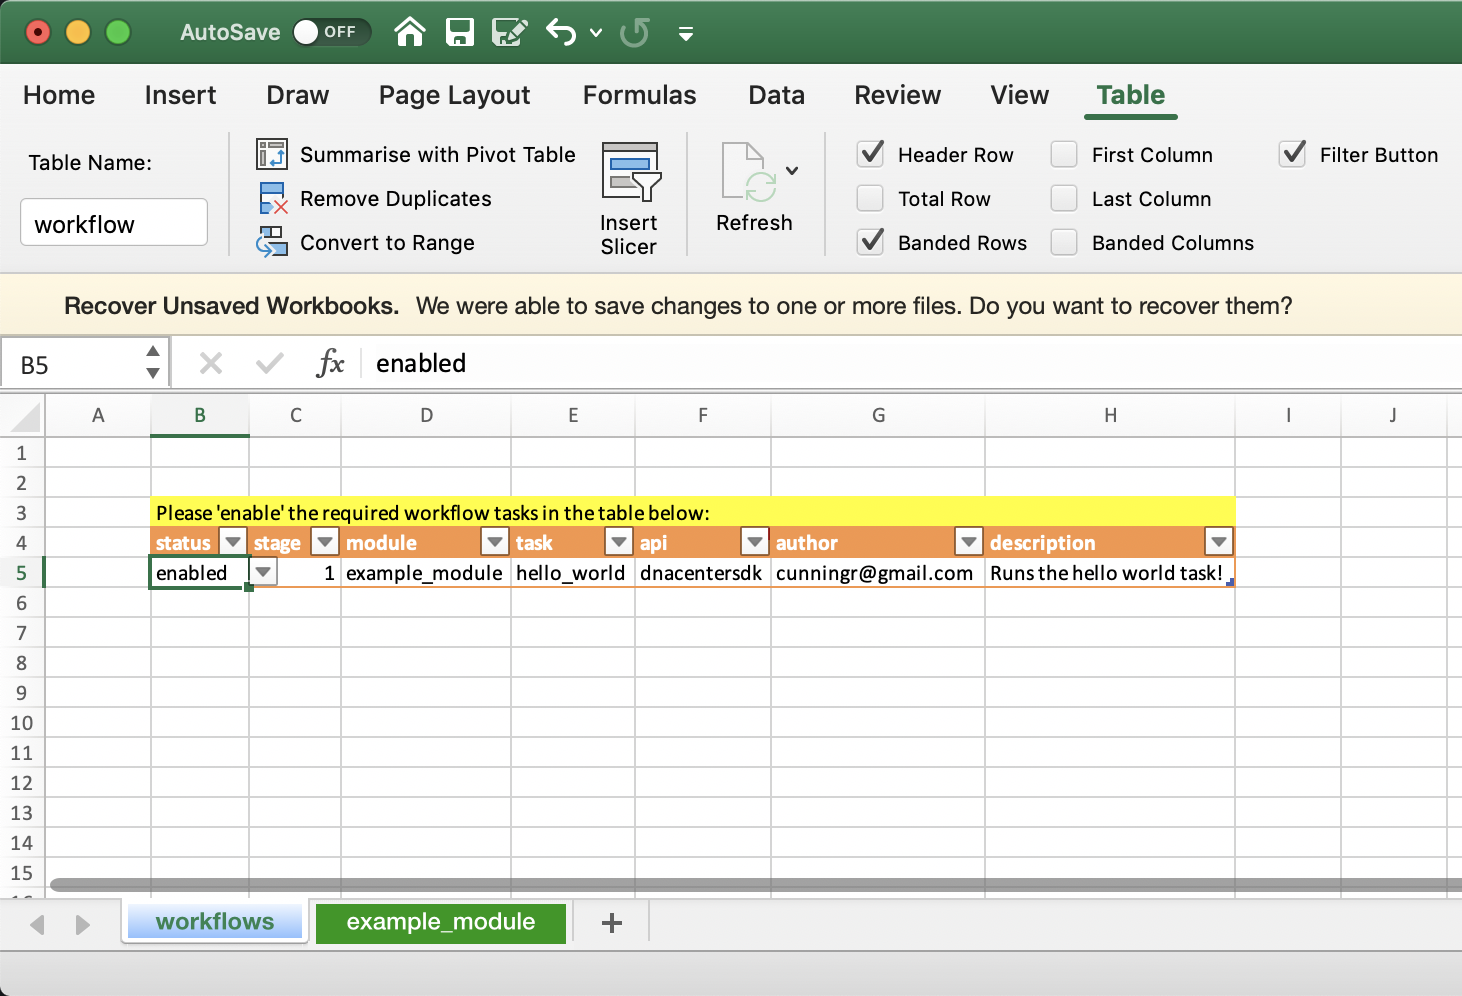 AutoSave OFF
Home Insert Draw Page Layout Formulas Data Review View Table
Table Name:
workflow
Summarise with Pivot Table
Remove Duplicates
Convert to Range
Insert
Slicer
Refresh
Header Row First Column Filter Button
Total Row Last Column
Banded Rows Banded Columns
Recover Unsaved Workbooks. We were able to save changes to one or more files. Do you want to recover them?
B5 fx enabled
A B C D E F G H I J
1
2
3 Please 'enable' the required workflow tasks in the table below:
4 status stage module task api author description
5 enabled 1 example_module hello_world dnacentersdk cunningr@gmail.com Runs the hello world task!
6
7
8
9
10
11
12
13
14
15
workflows example_module +